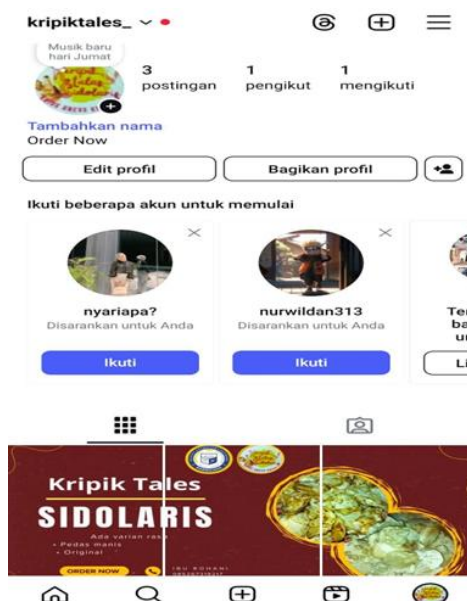 kripiktales_
Musik baru
hari Jumat
3
postingan
1
pengikut
1
mengikuti
Tambahkan nama
Order Now
Edit profil
Bagikan profil
Ikuti beberapa akun untuk memulai
nyariapa?
Disarankan untuk Anda
Ikuti
nurwildan313
Disarankan untuk Anda
Ikuti
Kripik Tales
SIDOLARIS
Ada varian rasa
• Pedas manis
• Original
ORDER NOW
IBU ROHANI